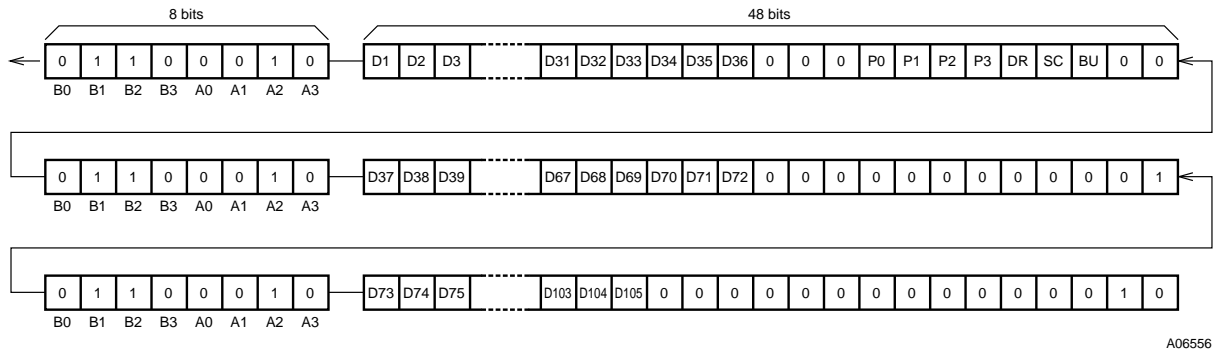 8 bits 48 bits
0 1 1 0 0 0 1 0 D1 D2 D3 D31 D32 D33 D34 D35 D36 0 0 0 P0 P1 P2 P3 DR SC BU 0 0
B0 B1 B2 B3 A0 A1 A2 A3
0 1 1 0 0 0 1 0 D37 D38 D39 D67 D68 D69 D70 D71 D72 0 0 0 0 0 0 0 0 0 0 0 1
B0 B1 B2 B3 A0 A1 A2 A3
0 1 1 0 0 0 1 0 D73 D74 D75 D103 D104 D105 0 0 0 0 0 0 0 0 0 0 0 0 0 1 0
B0 B1 B2 B3 A0 A1 A2 A3
A06556